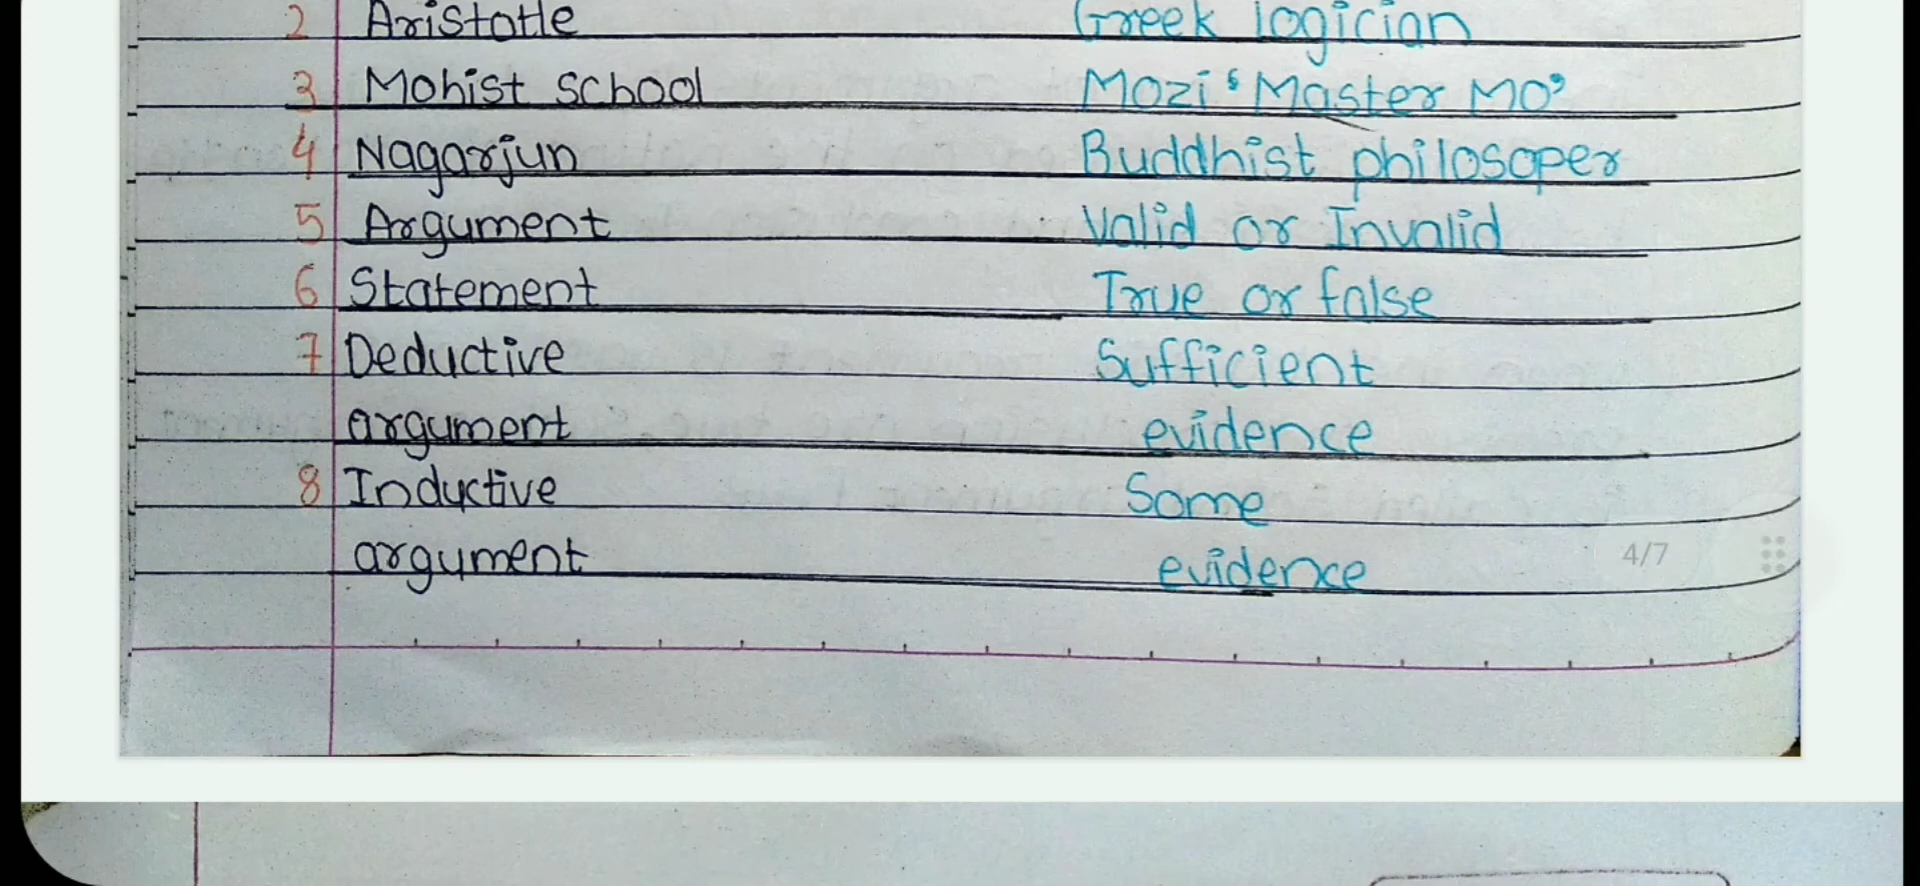 2 Aristotle Greek logician
3 Mohist School Mozi ‘Master Mo’
4 Nagarjun Buddhist philosoper
5 Argument Valid or Invalid
6 Statement True or false
7 Deductive Sufficient
argument evidence
8 Inductive Some
argument evidence
4/7